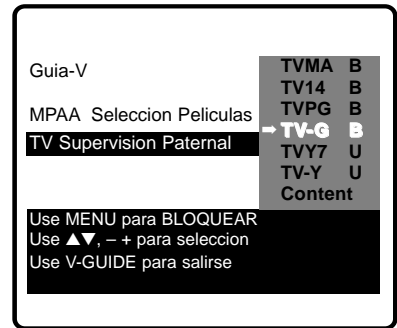 Guia-V
MPAA Seleccion Peliculas
TV Supervision Paternal
TVMA B
TV14 B
TVPG B
➡ TV-G B
TVY7 U
TV-Y U
Content
Use MENU para BLOQUEAR
Use ▲▼, – + para seleccion
Use V-GUIDE para salirse